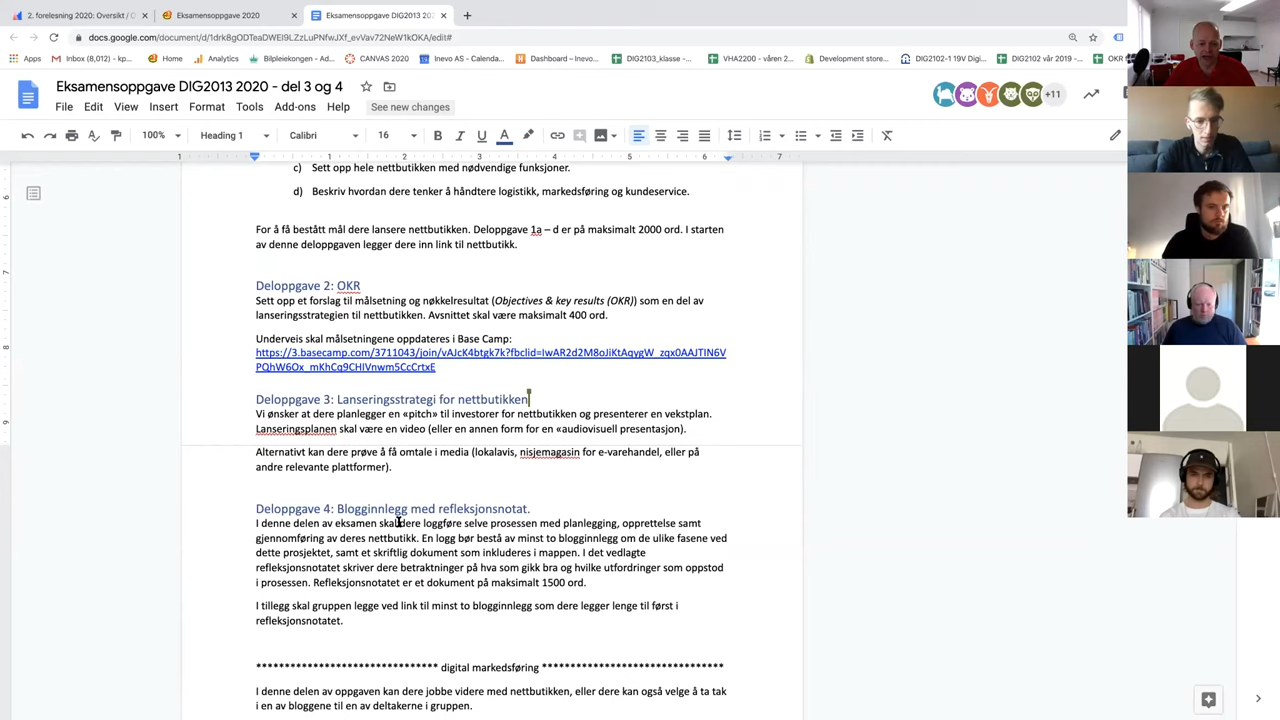 2. forelesning 2020: Oversikt / O
Eksamensoppgave 2020
Eksamensoppgave DIG2013 202
docs.google.com/document/d/1drk8gODTeaDWEl9LZzLuPNfwJXf_evVav72NeW1kOKA/edit#
Apps
Inbox (8,012) - kp...
Home
Analytics
Bilpleiekongen - Da...
CANVAS 2020
Inevo AS - Calenda...
Dashboard – Inevo...
DIG2103_klasse -...
VHA2200 - våren 2...
Development store...
DIG2102-1 19V Digi...
DIG2102 vår 2019 -...
OKR
Eksamensoppgave DIG2013 2020 - del 3 og 4
File Edit View Insert Format Tools Add-ons Help See new changes
+11
100% Heading 1 Calibri 16
1 1 2 3 4 5 6 7
c) Sett opp hele nettbutikken med nødvendige funksjoner.
d) Beskriv hvordan dere tenker å håndtere logistikk, markedsføring og kundeservice.
For å få bestått mål dere lansere nettbutikken. Deloppgave 1a – d er på maksimalt 2000 ord. I starten
av denne deloppgaven legger dere inn link til nettbutikk.
Deloppgave 2: OKR
Sett opp et forslag til målsetning og nøkkelresultat (Objectives & key results (OKR)) som en del av
lanseringsstrategien til nettbutikken. Avsnittet skal være maksimalt 400 ord.
Underveis skal målsetningene oppdateres i Base Camp:
https://3.basecamp.com/3711043/join/vAJcK4btgk7k?fbclid=IwAR2d2M8oJiKtAqygW_zqx0AAJTIN6V
PQhW6Ox_mKhCq9CHIVnwm5CcCrtxE
Deloppgave 3: Lanseringsstrategi for nettbutikken
Vi ønsker at dere planlegger en «pitch» til investorer for nettbutikken og presenterer en vekstplan.
Lanseringsplanen skal være en video (eller en annen form for en «audiovisuell presentasjon).
Alternativt kan dere prøve å få omtale i media (lokalavis, nisjemagasin for e-varehandel, eller på
andre relevante plattformer).
Deloppgave 4: Blogginnlegg med refleksjonsnotat.
I denne delen av eksamen skal dere loggføre selve prosessen med planlegging, opprettelse samt
gjennomføring av deres nettbutikk. En logg bør bestå av minst to blogginnlegg om de ulike fasene ved
dette prosjektet, samt et skriftlig dokument som inkluderes i mappen. I det vedlagte
refleksjonsnotatet skriver dere betraktninger på hva som gikk bra og hvilke utfordringer som oppstod
i prosessen. Refleksjonsnotatet er et dokument på maksimalt 1500 ord.
I tillegg skal gruppen legge ved link til minst to blogginnlegg som dere legger lenge til først i
refleksjonsnotatet.
******************************** digital markedsføring ********************************
I denne delen av oppgaven kan dere jobbe videre med nettbutikken, eller dere kan også velge å ta tak
i en av bloggene til en av deltakerne i gruppen.